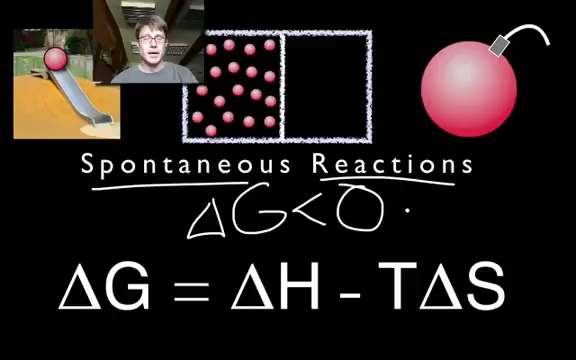 Spontaneous Reactions
ΔG<0
ΔG = ΔH - TΔS